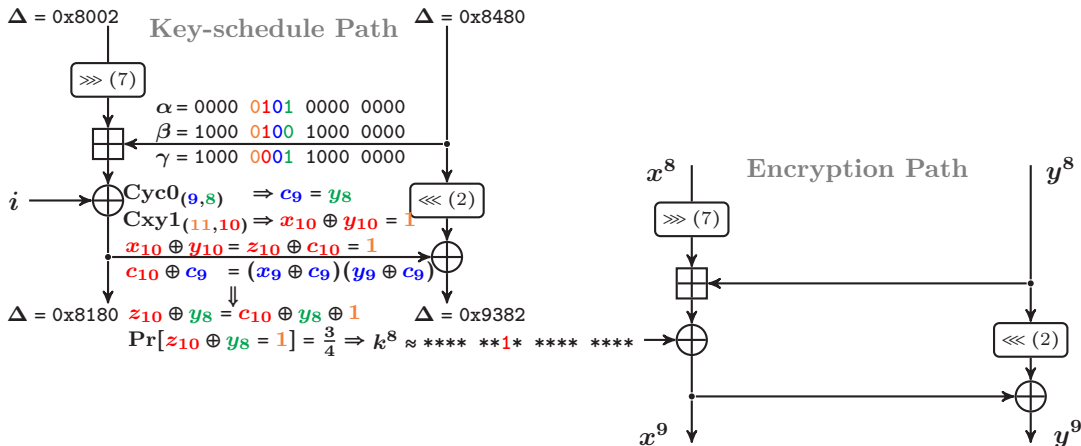 Δ = 0x8002
Key-schedule Path
Δ = 0x8480
⋙ (7)
α = 0000 0101 0000 0000
β = 1000 0100 1000 0000
γ = 1000 0001 1000 0000
i
Cyc0₍₉,₈₎ ⇒ c₉ = y₈
⋘ (2)
Cxy1₍₁₁,₁₀₎ ⇒ x₁₀ ⊕ y₁₀ = 1
x₁₀ ⊕ y₁₀ = z₁₀ ⊕ c₁₀ = 1
c₁₀ ⊕ c₉ = (x₉ ⊕ c₉)(y₉ ⊕ c₉)
⇓
Δ = 0x8180
z₁₀ ⊕ y₈ = c₁₀ ⊕ y₈ ⊕ 1
Δ = 0x9382
Pr[z₁₀ ⊕ y₈ = 1] = 3/4 ⇒ k⁸ ≈ **** **1* **** ****
x⁸
Encryption Path
y⁸
⋙ (7)
⋘ (2)
x⁹
y⁹